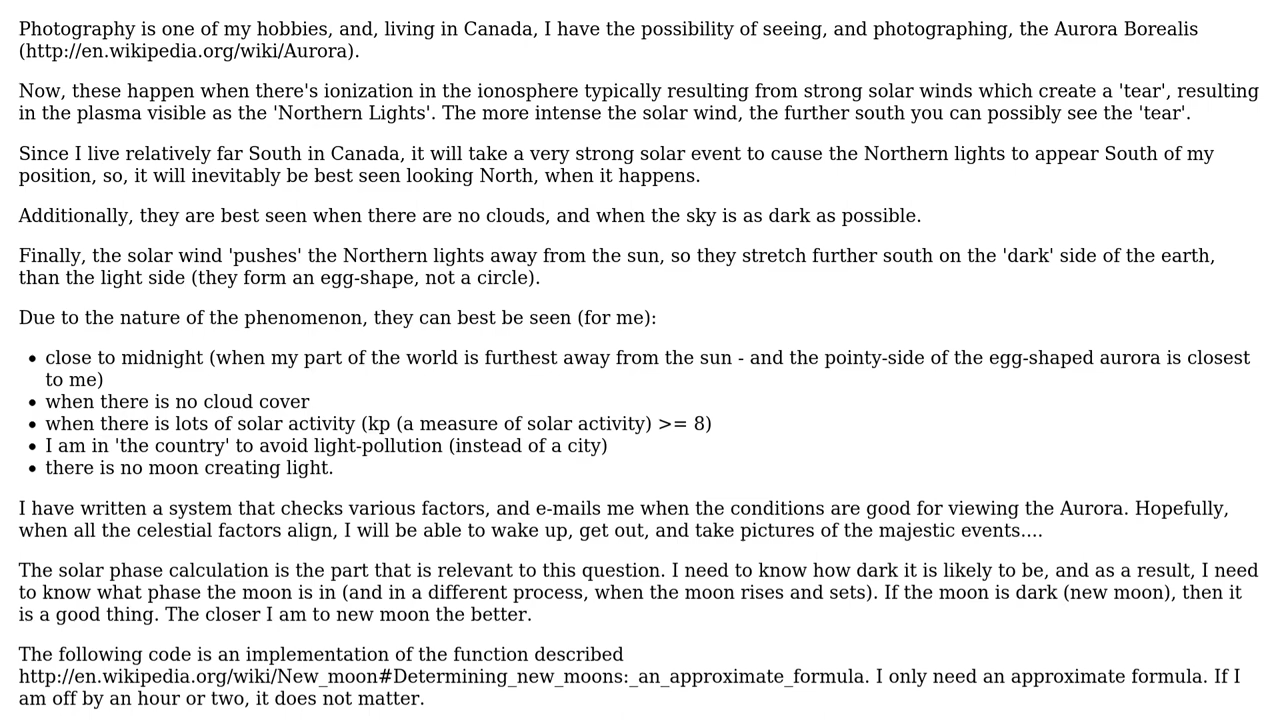 Photography is one of my hobbies, and, living in Canada, I have the possibility of seeing, and photographing, the Aurora Borealis
(http://en.wikipedia.org/wiki/Aurora).
Now, these happen when there's ionization in the ionosphere typically resulting from strong solar winds which create a 'tear', resulting
in the plasma visible as the 'Northern Lights'. The more intense the solar wind, the further south you can possibly see the 'tear'.
Since I live relatively far South in Canada, it will take a very strong solar event to cause the Northern lights to appear South of my
position, so, it will inevitably be best seen looking North, when it happens.
Additionally, they are best seen when there are no clouds, and when the sky is as dark as possible.
Finally, the solar wind 'pushes' the Northern lights away from the sun, so they stretch further south on the 'dark' side of the earth,
than the light side (they form an egg-shape, not a circle).
Due to the nature of the phenomenon, they can best be seen (for me):
• close to midnight (when my part of the world is furthest away from the sun - and the pointy-side of the egg-shaped aurora is closest
to me)
• when there is no cloud cover
• when there is lots of solar activity (kp (a measure of solar activity) >= 8)
• I am in 'the country' to avoid light-pollution (instead of a city)
• there is no moon creating light.
I have written a system that checks various factors, and e-mails me when the conditions are good for viewing the Aurora. Hopefully,
when all the celestial factors align, I will be able to wake up, get out, and take pictures of the majestic events....
The solar phase calculation is the part that is relevant to this question. I need to know how dark it is likely to be, and as a result, I need
to know what phase the moon is in (and in a different process, when the moon rises and sets). If the moon is dark (new moon), then it
is a good thing. The closer I am to new moon the better.
The following code is an implementation of the function described
http://en.wikipedia.org/wiki/New_moon#Determining_new_moons:_an_approximate_formula. I only need an approximate formula. If I
am off by an hour or two, it does not matter.